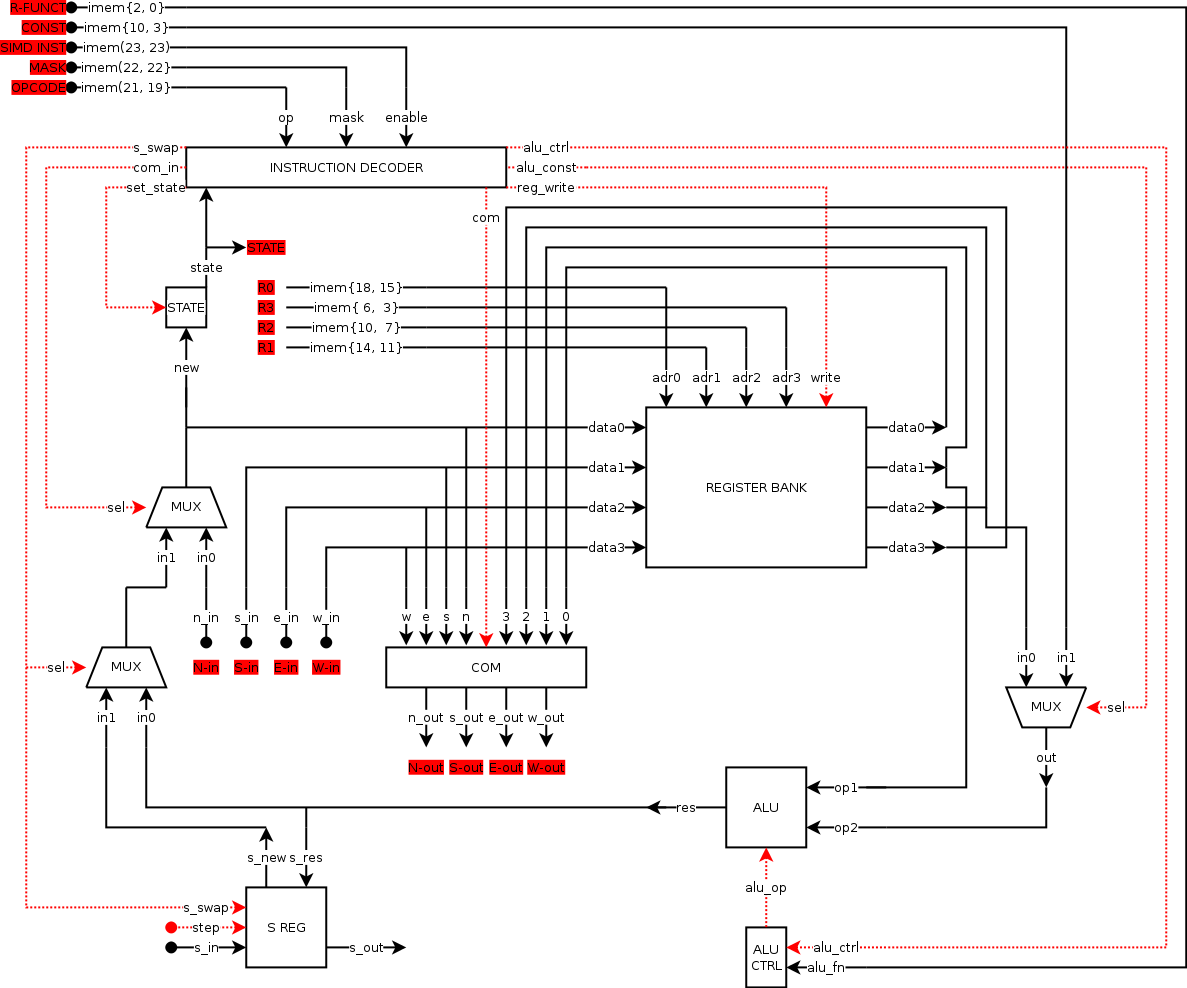 R-FUNCT imem{2, 0}
CONST imem{10, 3}
SIMD INST imem(23, 23)
MASK imem(22, 22}
OPCODE imem(21, 19}
op mask enable
s_swap INSTRUCTION DECODER alu_ctrl
com_in alu_const
set_state reg_write
com
STATE
state
R0 imem{18, 15}
STATE R3 imem{ 6,  3}
R2 imem{10,  7}
R1 imem{14, 11}
new
adr0 adr1 adr2 adr3 write
data0 data0
data1 data1
REGISTER BANK
sel MUX data2 data2
data3 data3
in1 in0
n_in s_in e_in w_in w e s n 3 2 1 0
N-in S-in E-in W-in
sel MUX COM
in0 in1
MUX sel
in1 in0 n_out s_out e_out w_out
out
N-out S-out E-out W-out
op1
res ALU
op2
s_new s_res
alu_op
s_swap
step S REG
s_in s_out
ALU alu_ctrl
CTRL alu_fn